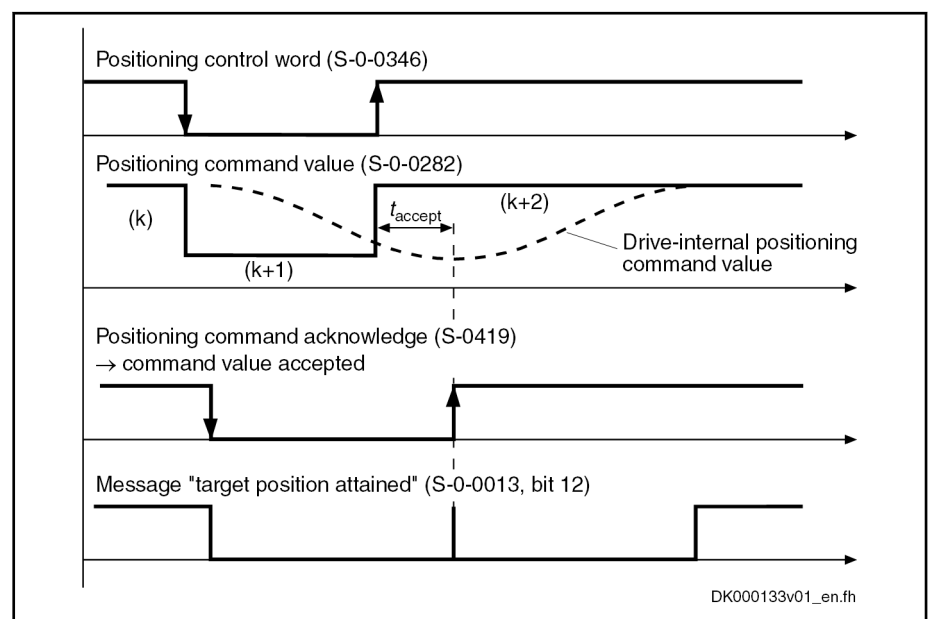 Positioning control word (S-0-0346)
Positioning command value (S-0-0282)
(k)
t accept
(k+2)
(k+1)
Drive-internal positioning
command value
Positioning command acknowledge (S-0419)
→ command value accepted
Message "target position attained" (S-0-0013, bit 12)
DK000133v01_en.fh